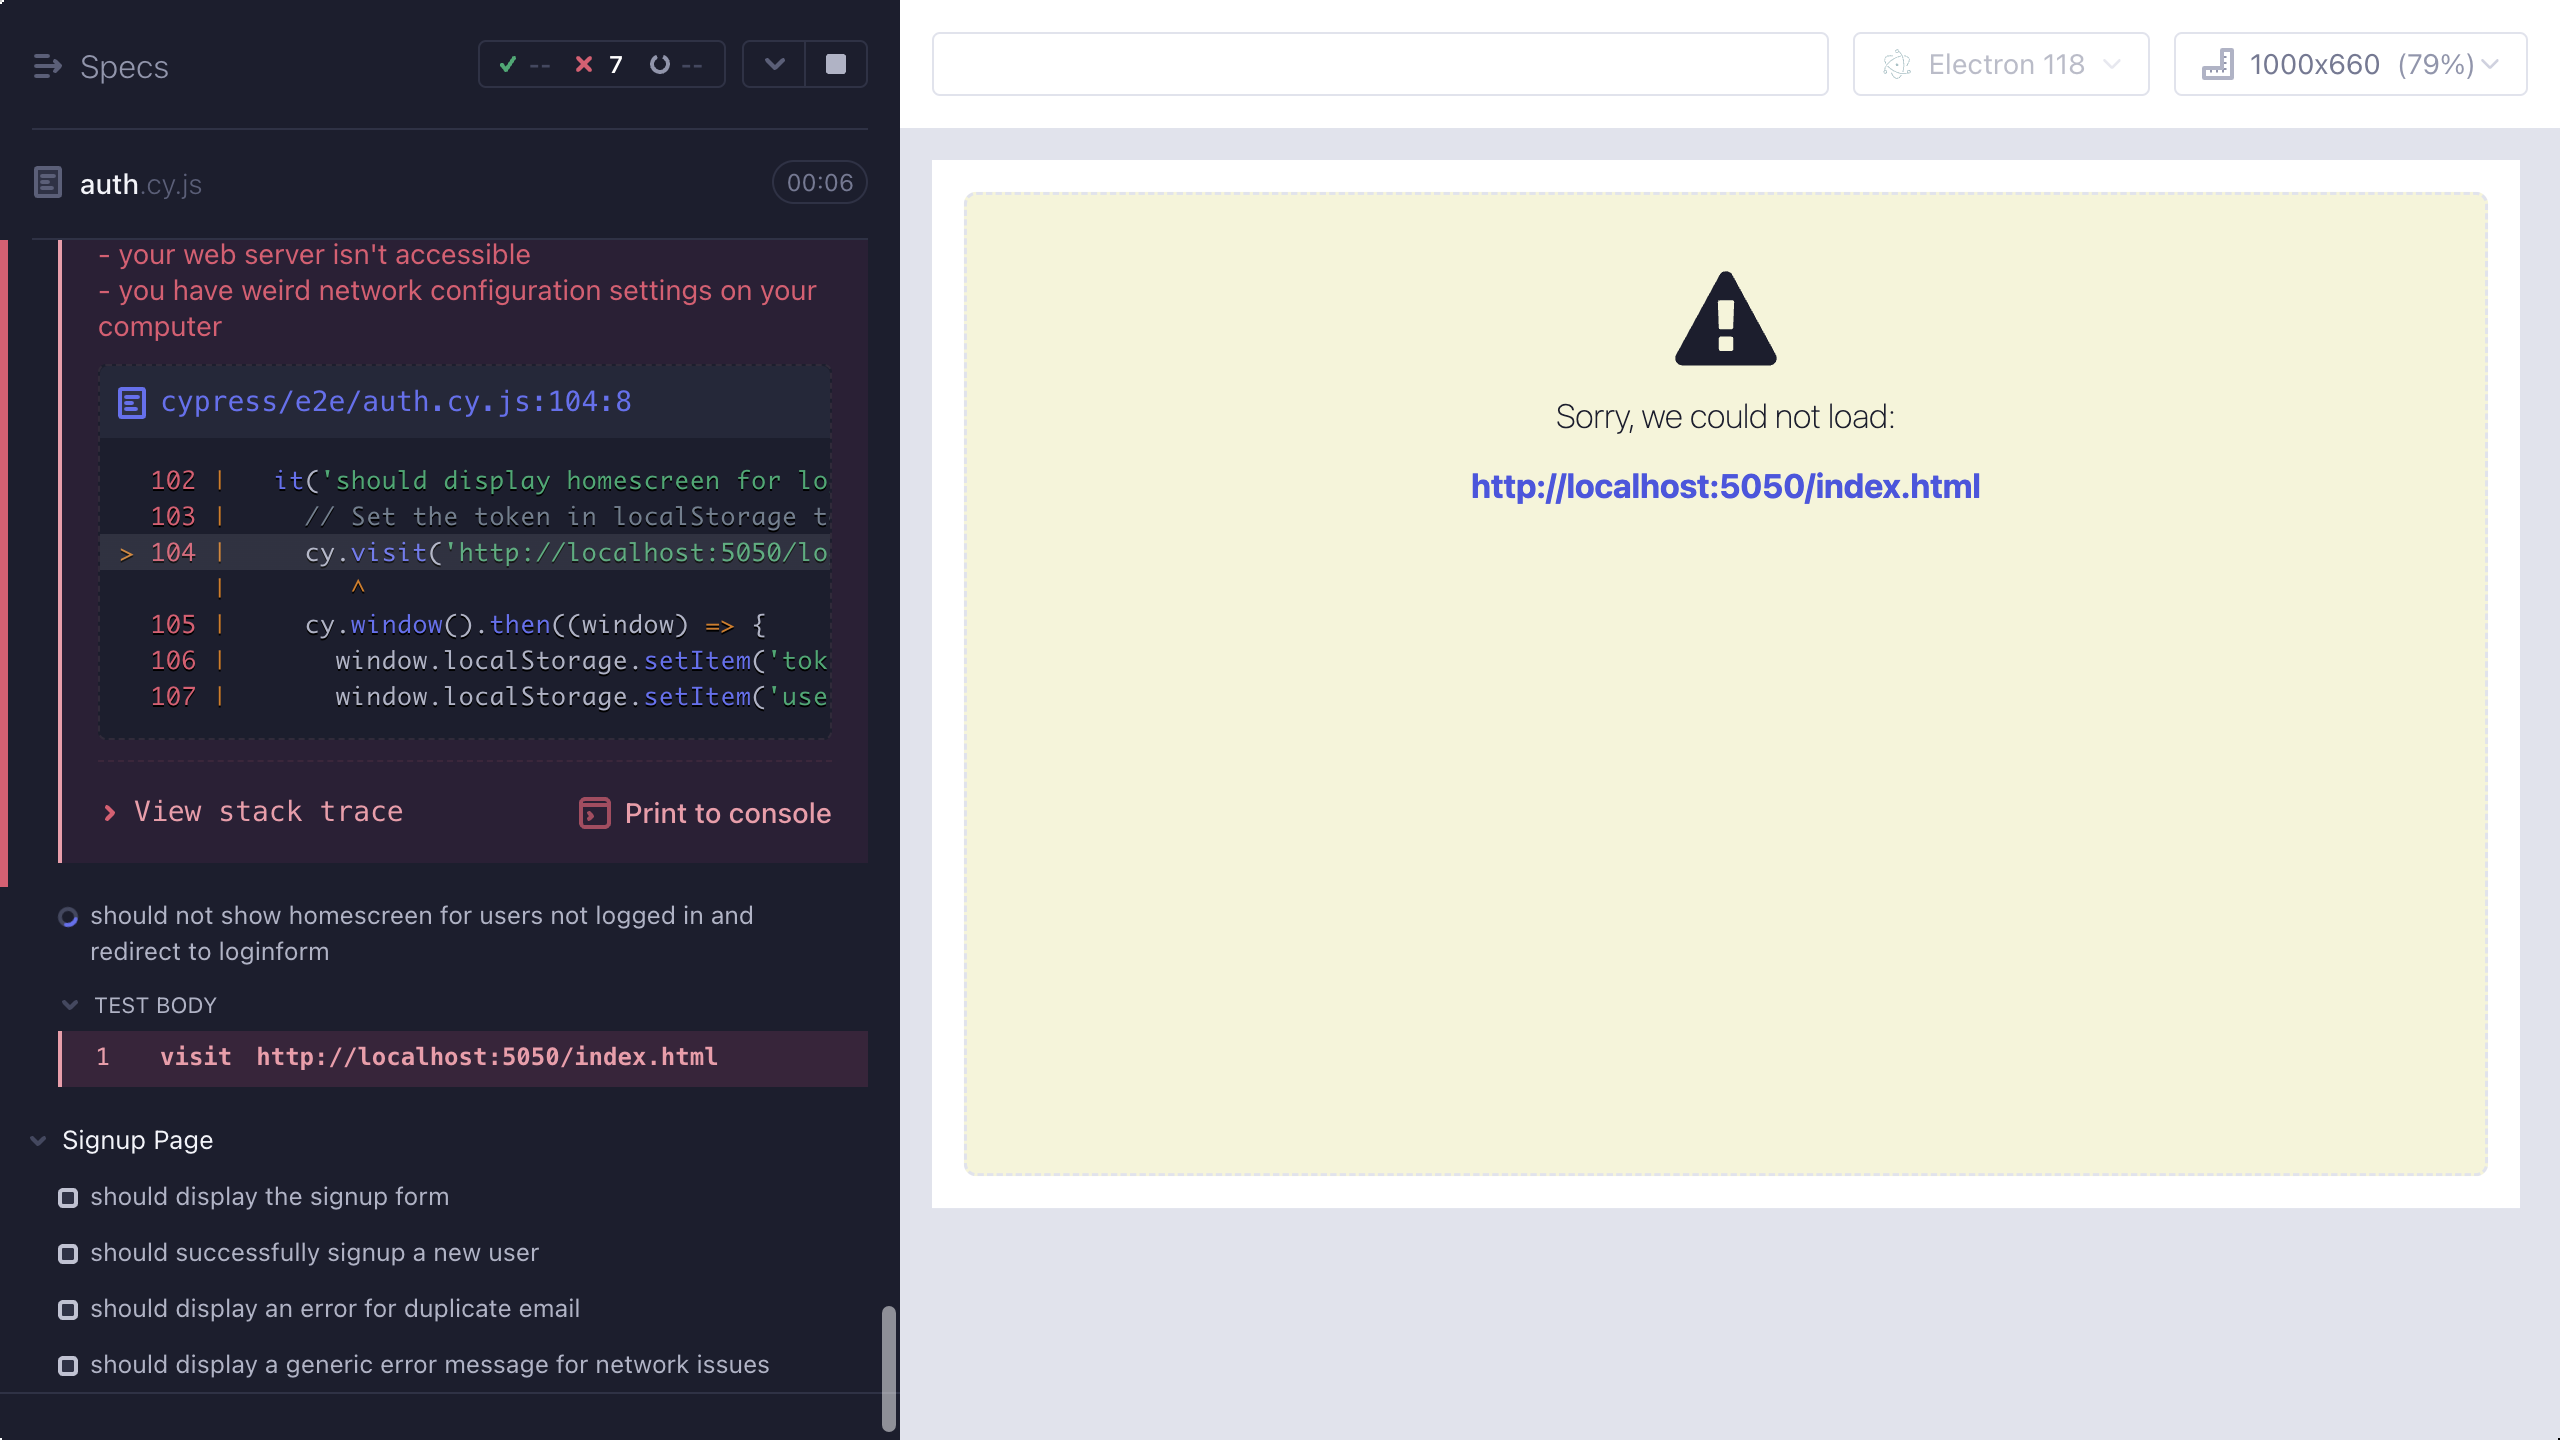 Specs
-- 7 --
auth.cy.js
00:06
- your web server isn't accessible
- you have weird network configuration settings on your
computer
cypress/e2e/auth.cy.js:104:8
102 | it('should display homescreen for lo
103 | // Set the token in localStorage t
> 104 | cy.visit('http://localhost:5050/lo
| ^
105 | cy.window().then((window) => {
106 | window.localStorage.setItem('tok
107 | window.localStorage.setItem('use
View stack trace
Print to console
should not show homescreen for users not logged in and
redirect to loginform
TEST BODY
1 visit http://localhost:5050/index.html
Signup Page
should display the signup form
should successfully signup a new user
should display an error for duplicate email
should display a generic error message for network issues
Electron 118
1000x660 (79%)
Sorry, we could not load:
http://localhost:5050/index.html